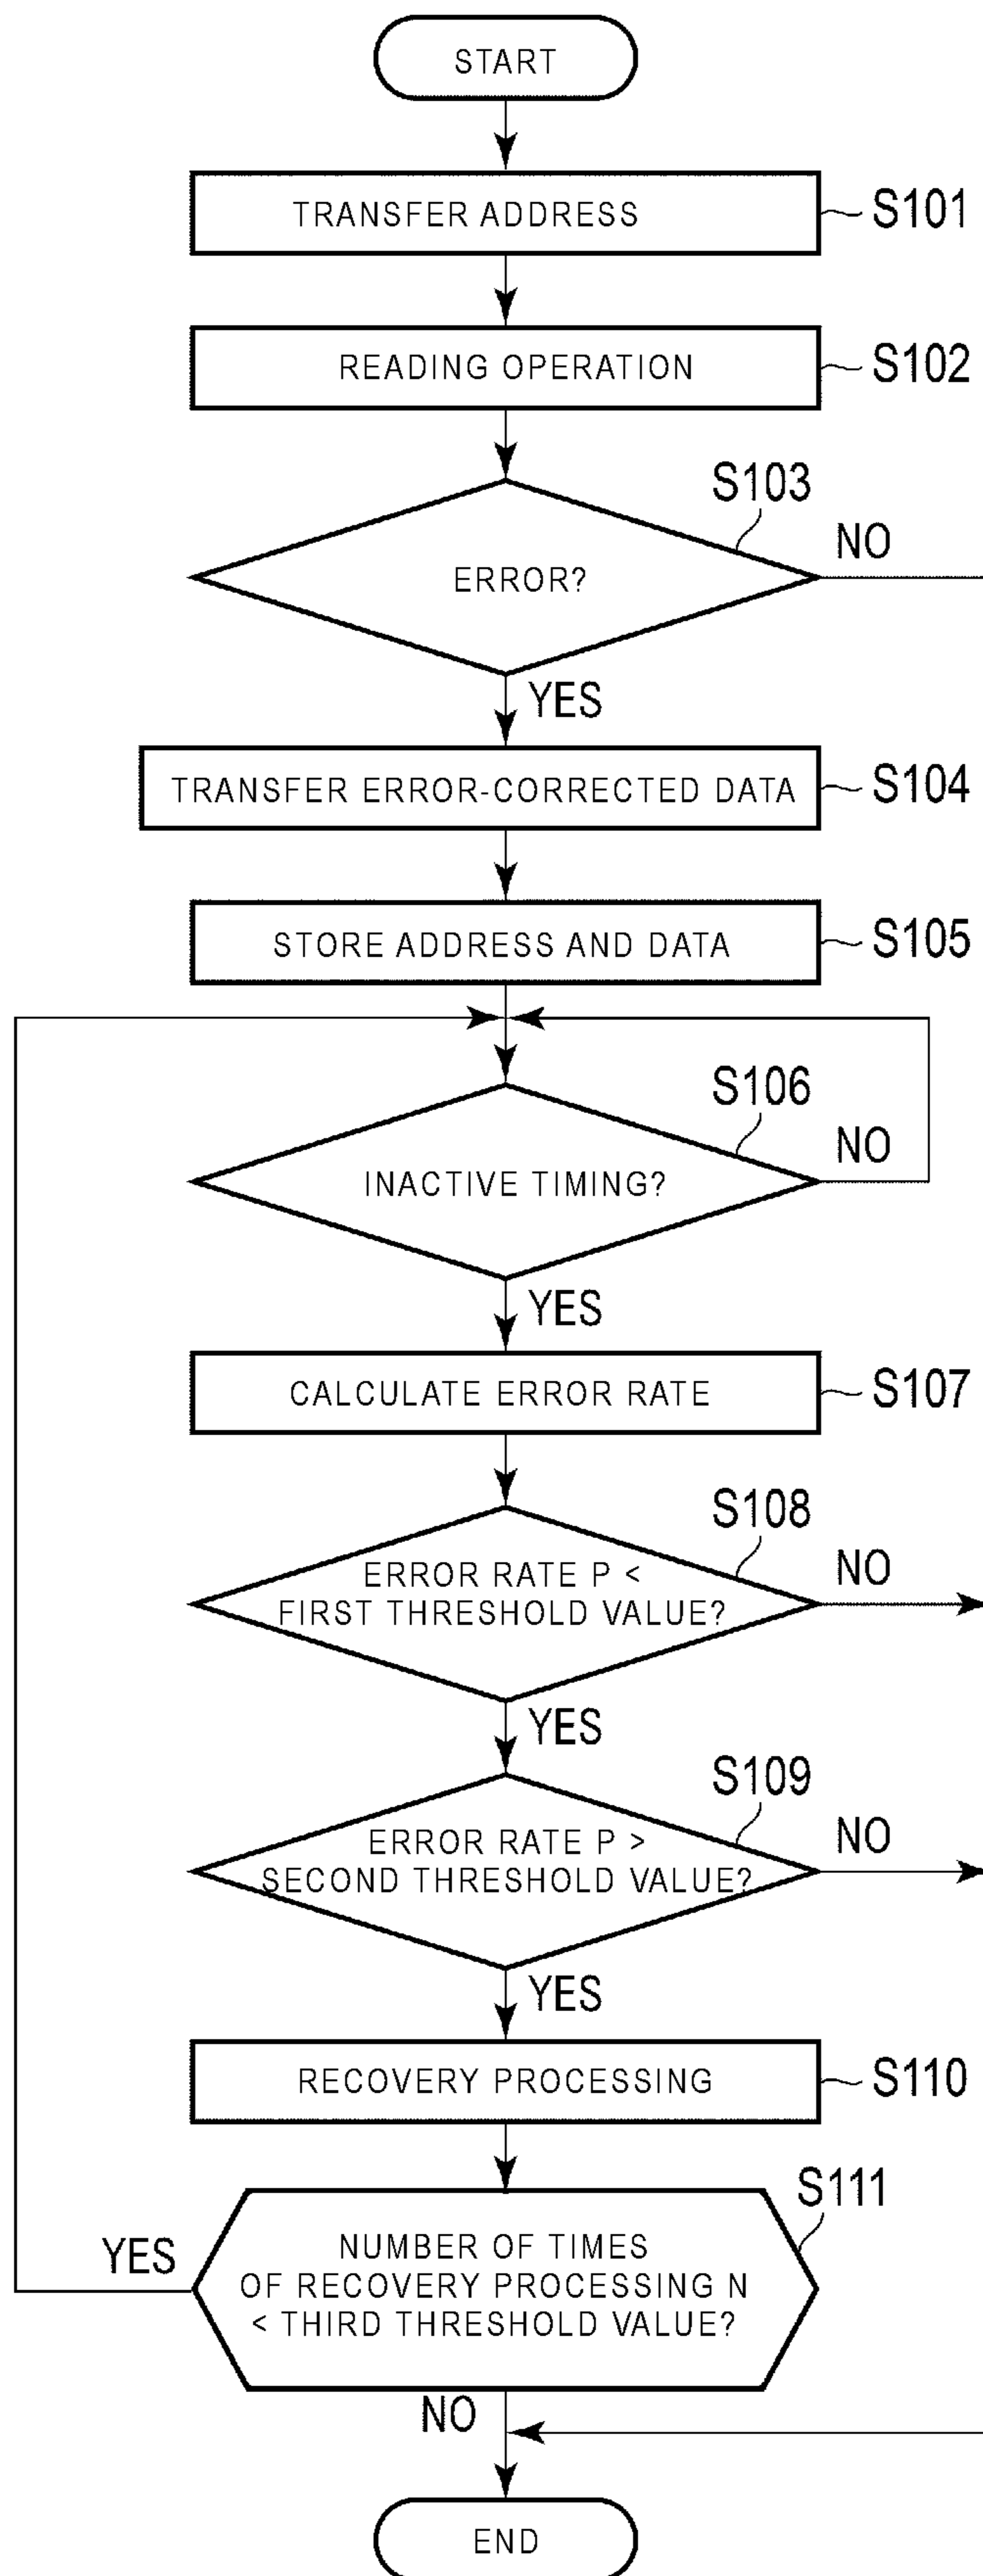 START
TRANSFER ADDRESS
S101
READING OPERATION
S102
S103
NO
ERROR?
YES
TRANSFER ERROR-CORRECTED DATA
S104
STORE ADDRESS AND DATA
S105
S106
NO
INACTIVE TIMING?
YES
CALCULATE ERROR RATE
S107
S108
NO
ERROR RATE P <
FIRST THRESHOLD VALUE?
YES
S109
NO
ERROR RATE P >
SECOND THRESHOLD VALUE?
YES
RECOVERY PROCESSING
S110
S111
YES
NUMBER OF TIMES
OF RECOVERY PROCESSING N
< THIRD THRESHOLD VALUE?
NO
END